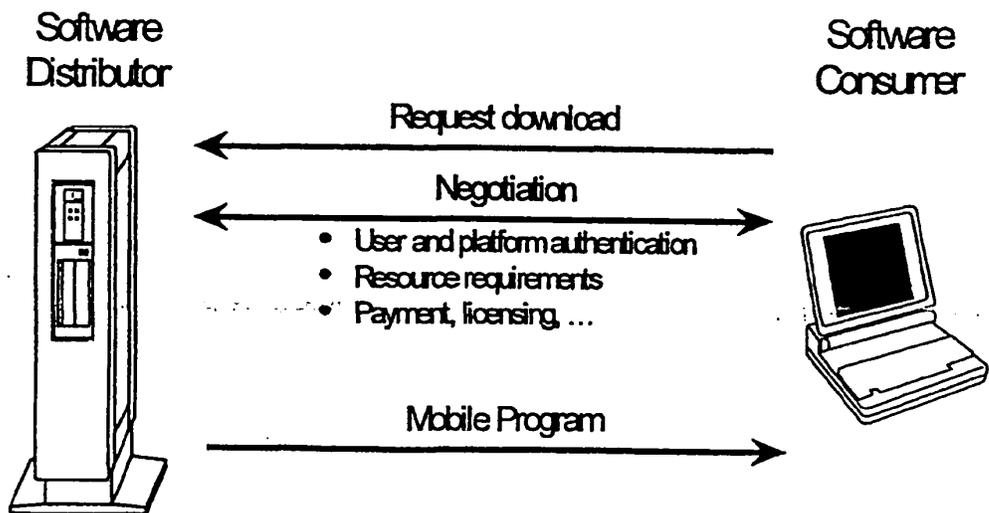 Software
Distributor
Software
Consumer
Request download
Negotiation
• User and platform authentication
• Resource requirements
• Payment, licensing, ...
Mobile Program